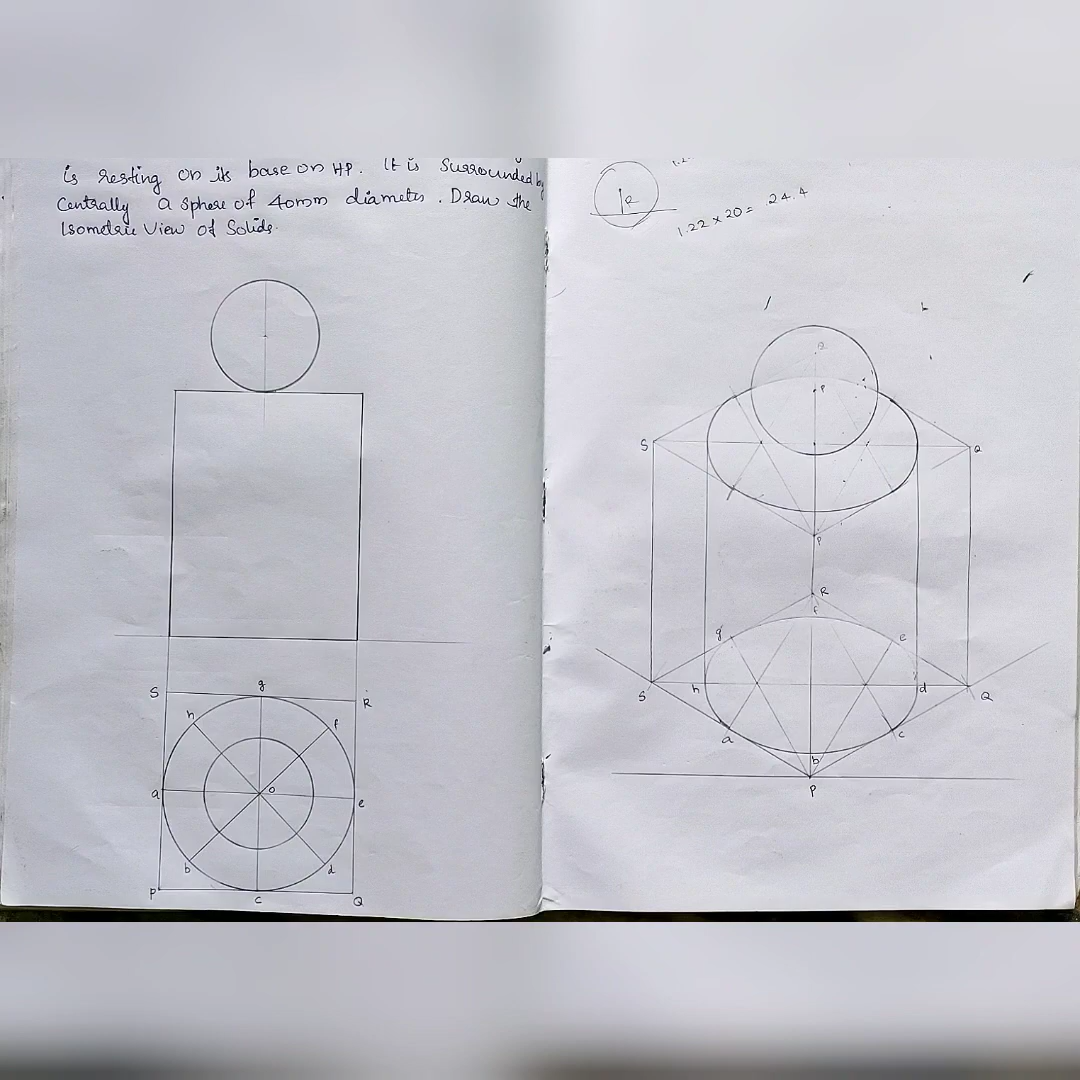 is resting on its base on HP. It is surrounded by
Centrally a sphere of 40mm diameter. Draw the
Isometric View of Solids.
R
1.22 x 20 = 24.4
R
P
S
Q
P
R
f
g
e
S
h
d
Q
a
c
b
P
S
g
R
h
f
a
o
e
b
d
P
c
Q